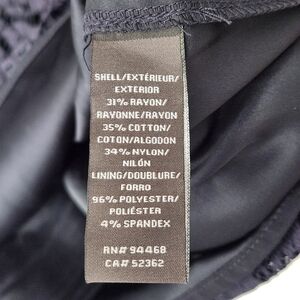 SHELL/EXTÉRIEUR/
EXTERIOR
31% RAYON/
RAYONNE/RAYON
35% COTTON/
COTON/ALGODON
34% NYLON/
NILÓN
LINING/DOUBLURE/
FORRO
96% POLYESTER/
POLIÉSTER
4% SPANDEX
RN# 94468
CA# 52362